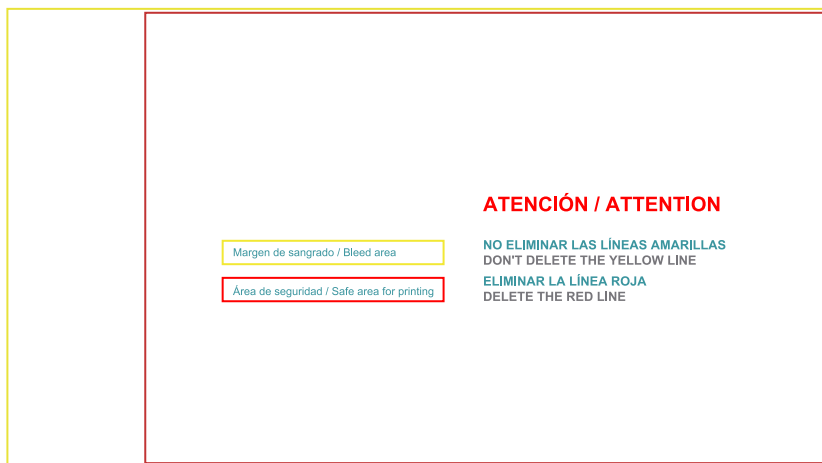 ATENCIÓN / ATTENTION
Margen de sangrado / Bleed area
Área de seguridad / Safe area for printing
NO ELIMINAR LAS LÍNEAS AMARILLAS
DON'T DELETE THE YELLOW LINE
ELIMINAR LA LÍNEA ROJA
DELETE THE RED LINE